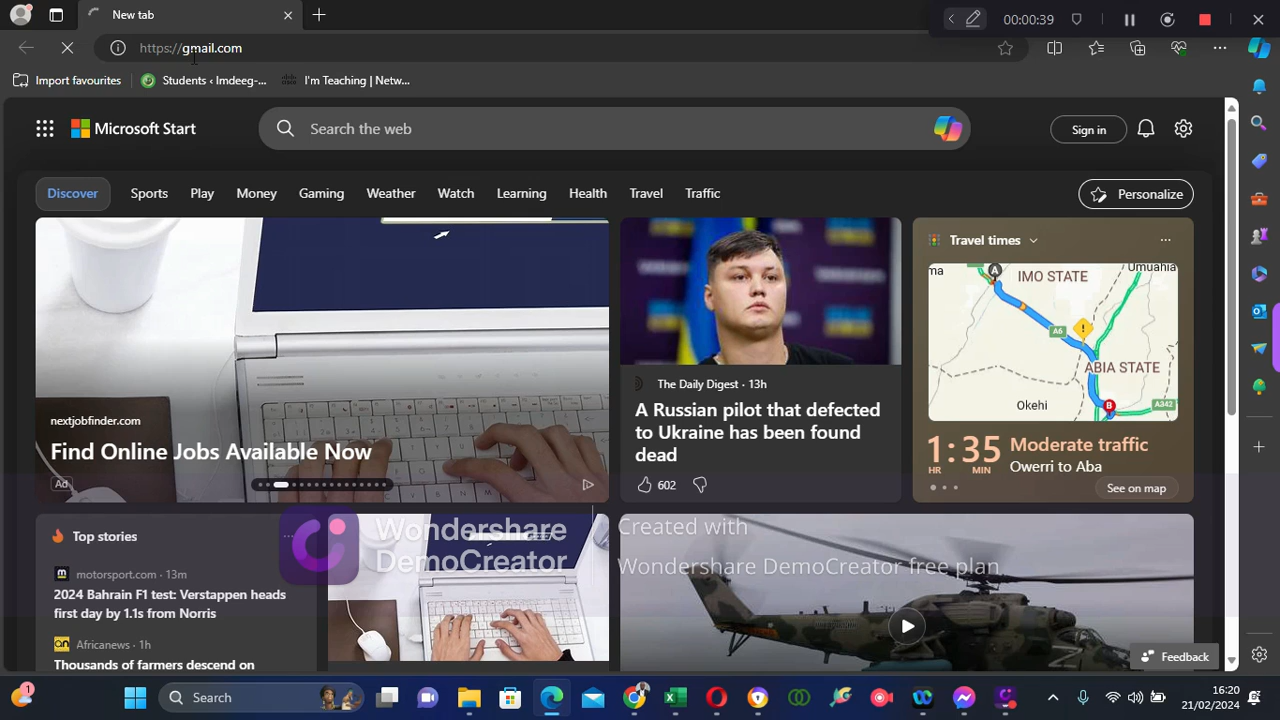 New tab
00:00:39
https://gmail.com
Import favourites
Students ‹ Imdeeg-...
I'm Teaching | Netw...
Microsoft Start
Search the web
Sign in
Discover
Sports
Play
Money
Gaming
Weather
Watch
Learning
Health
Travel
Traffic
Personalize
nextjobfinder.com
Find Online Jobs Available Now
Ad
The Daily Digest · 13h
A Russian pilot that defected
to Ukraine has been found
dead
602
Travel times
ma
A
IMO STATE
Umuahia
A6
ABIA STATE
Okehi
B
A342
1:35
HR MIN
Moderate traffic
Owerri to Aba
See on map
Top stories
motorsport.com · 13m
2024 Bahrain F1 test: Verstappen heads
first day by 1.1s from Norris
Africanews · 1h
Thousands of farmers descend on
Wondershare
DemoCreator
Created with
Wondershare DemoCreator free plan
Feedback
1
Search
16:20
21/02/2024